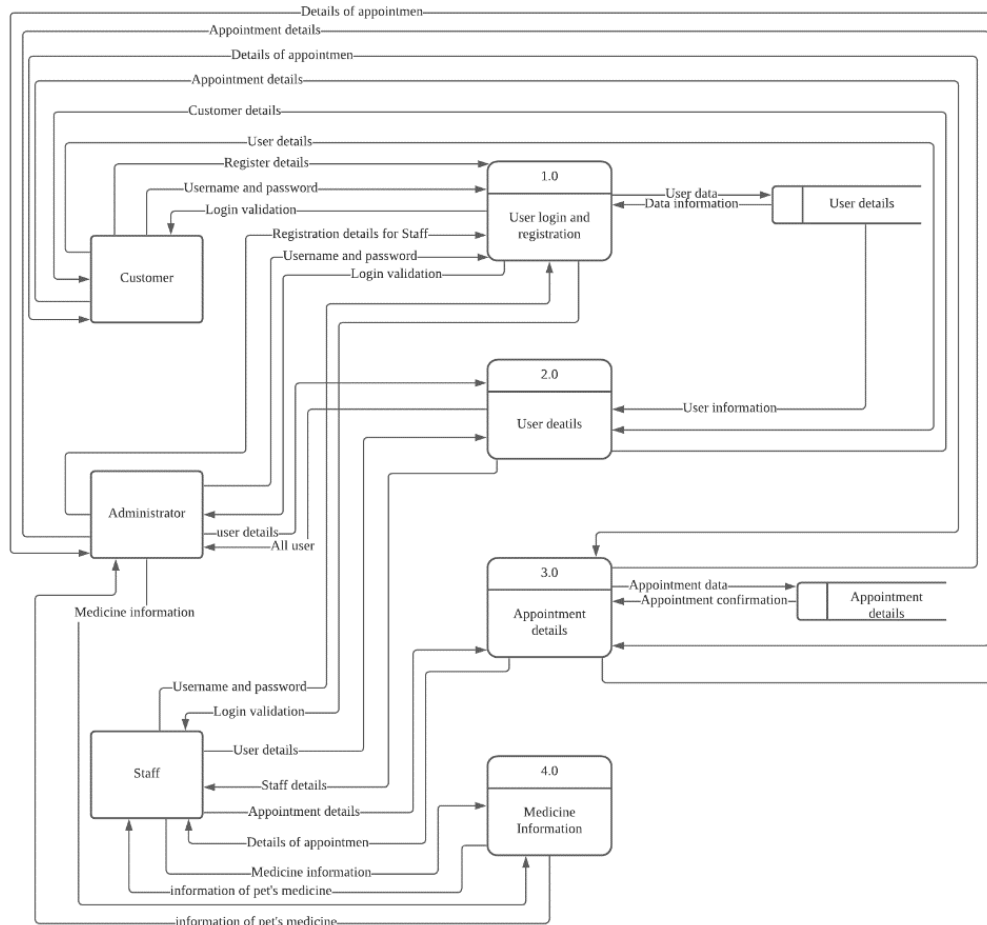 Details of appointmen
Appointment details
Details of appointmen
Appointment details
Customer details
User details
Register details
1.0
Username and password
User data
Data information
User details
Login validation
User login and
registration
Registration details for Staff
Username and password
Login validation
Customer
2.0
User information
User deatils
Administrator
user details
All user
3.0
Appointment data
Appointment confirmation
Appointment
details
Appointment
details
Medicine information
Username and password
Login validation
User details
Staff
4.0
Staff details
Appointment details
Medicine
Information
Details of appointmen
Medicine information
information of pet's medicine
information of pet's medicine